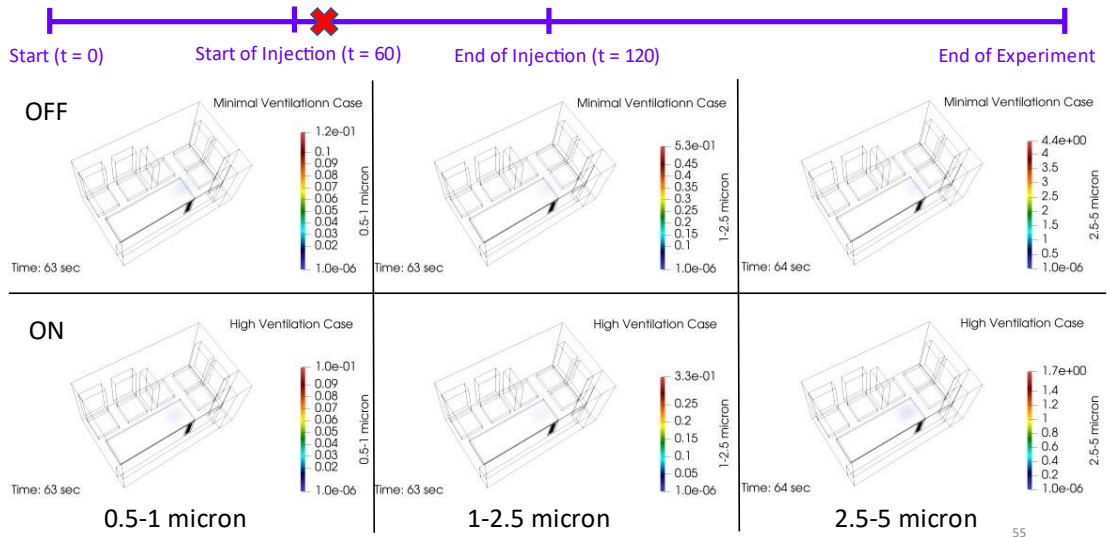 Start (t = 0)
Start of Injection (t = 60)
End of Injection (t = 120)
End of Experiment
OFF
Minimal Ventilationn Case
1.2e-01
0.1
0.09
0.09
0.08
0.07
0.06
0.05
0.04
0.03
0.02
1.0e-06
0.5-1 micron
Time: 63 sec
Minimal Ventilationn Case
5.3e-01
0.45
0.4
0.35
0.3
0.25
0.2
0.15
0.1
1.0e-06
1-2.5 micron
Time: 63 sec
Minimal Ventilationn Case
4.4e+00
4
3.5
3
2.5
2
1.5
1
0.5
1.0e-06
2.5-5 micron
Time: 64 sec
ON
High Ventilation Case
1.0e-01
0.09
0.08
0.07
0.06
0.05
0.04
0.03
0.02
1.0e-06
0.5-1 micron
Time: 63 sec
High Ventilation Case
3.3e-01
0.25
0.2
0.15
0.1
0.05
1.0e-06
1-2.5 micron
Time: 63 sec
High Ventilation Case
1.7e+00
1.4
1.2
1
0.8
0.6
0.4
0.2
1.0e-06
2.5-5 micron
Time: 64 sec
0.5-1 micron
1-2.5 micron
2.5-5 micron
55